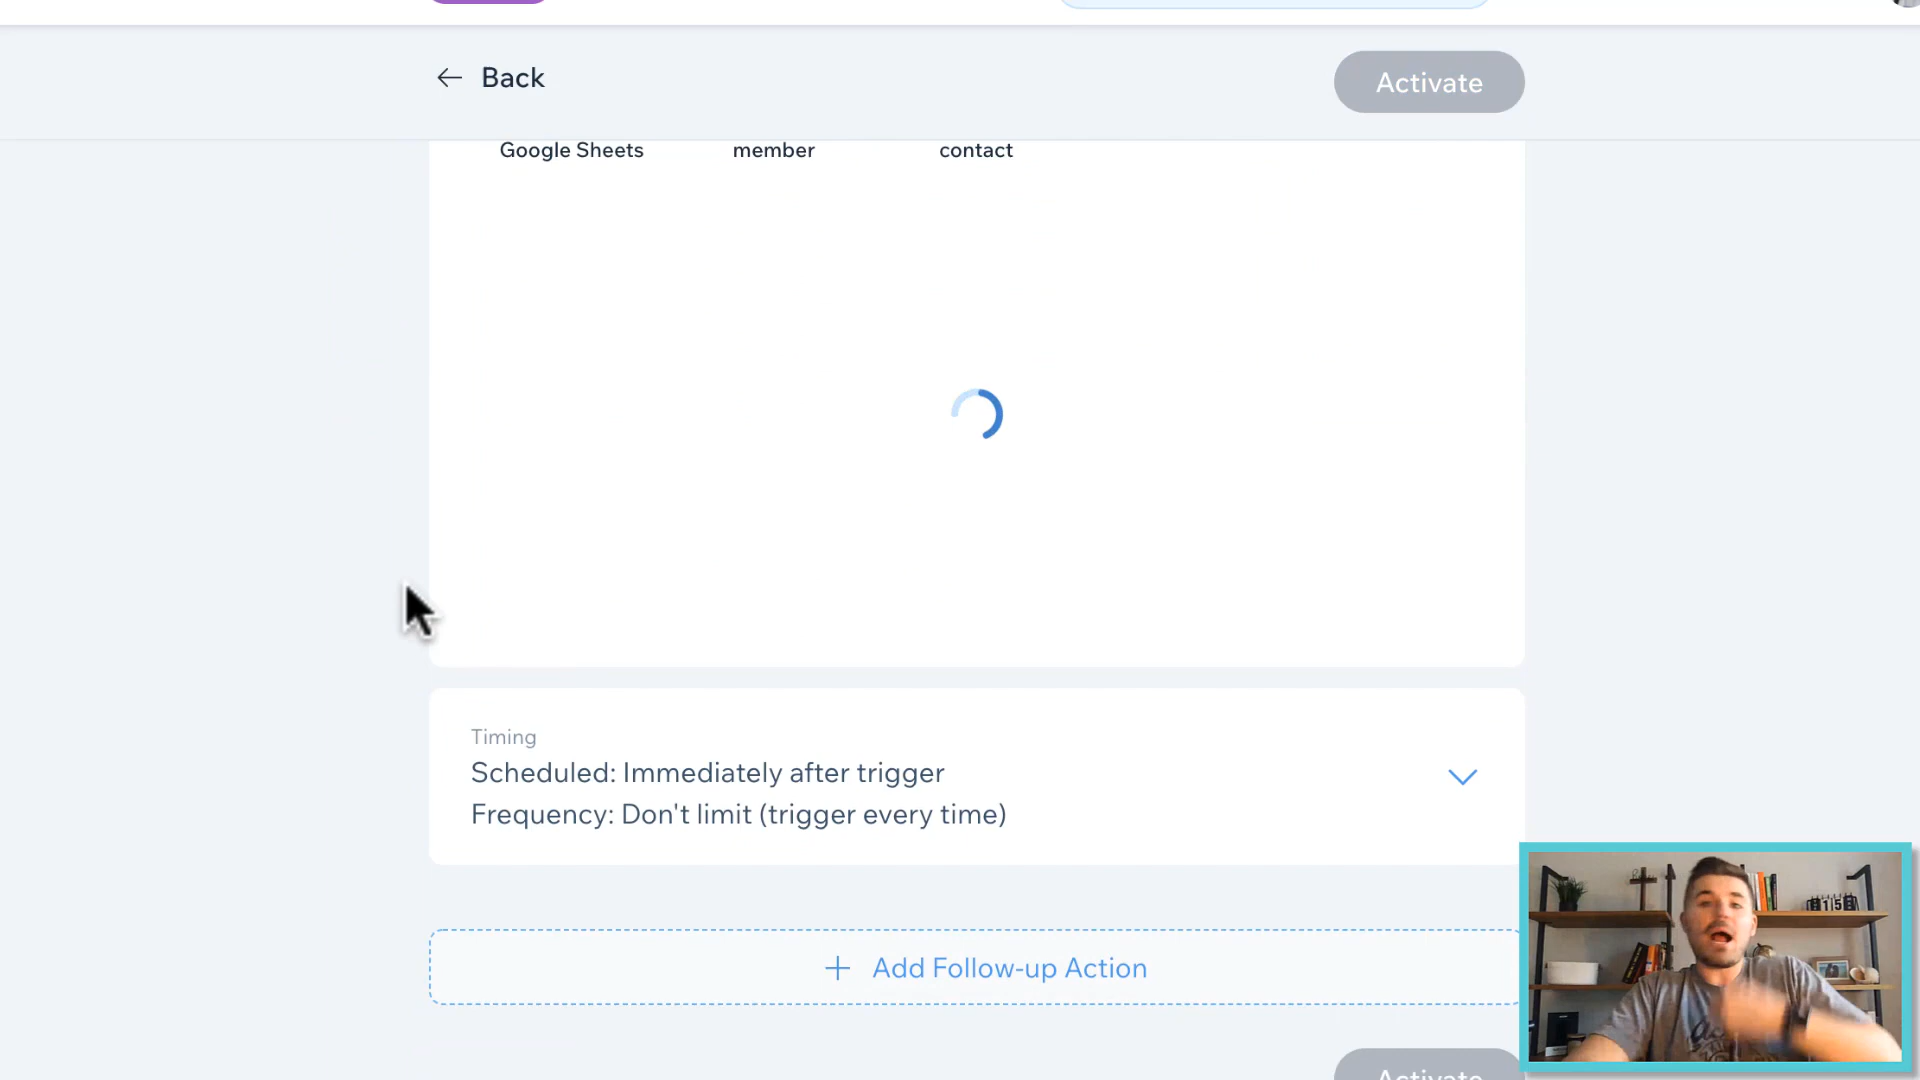 Back
Activate
Google Sheets
member
contact
Timing
Scheduled: Immediately after trigger
Frequency: Don't limit (trigger every time)
Add Follow-up Action
Activate